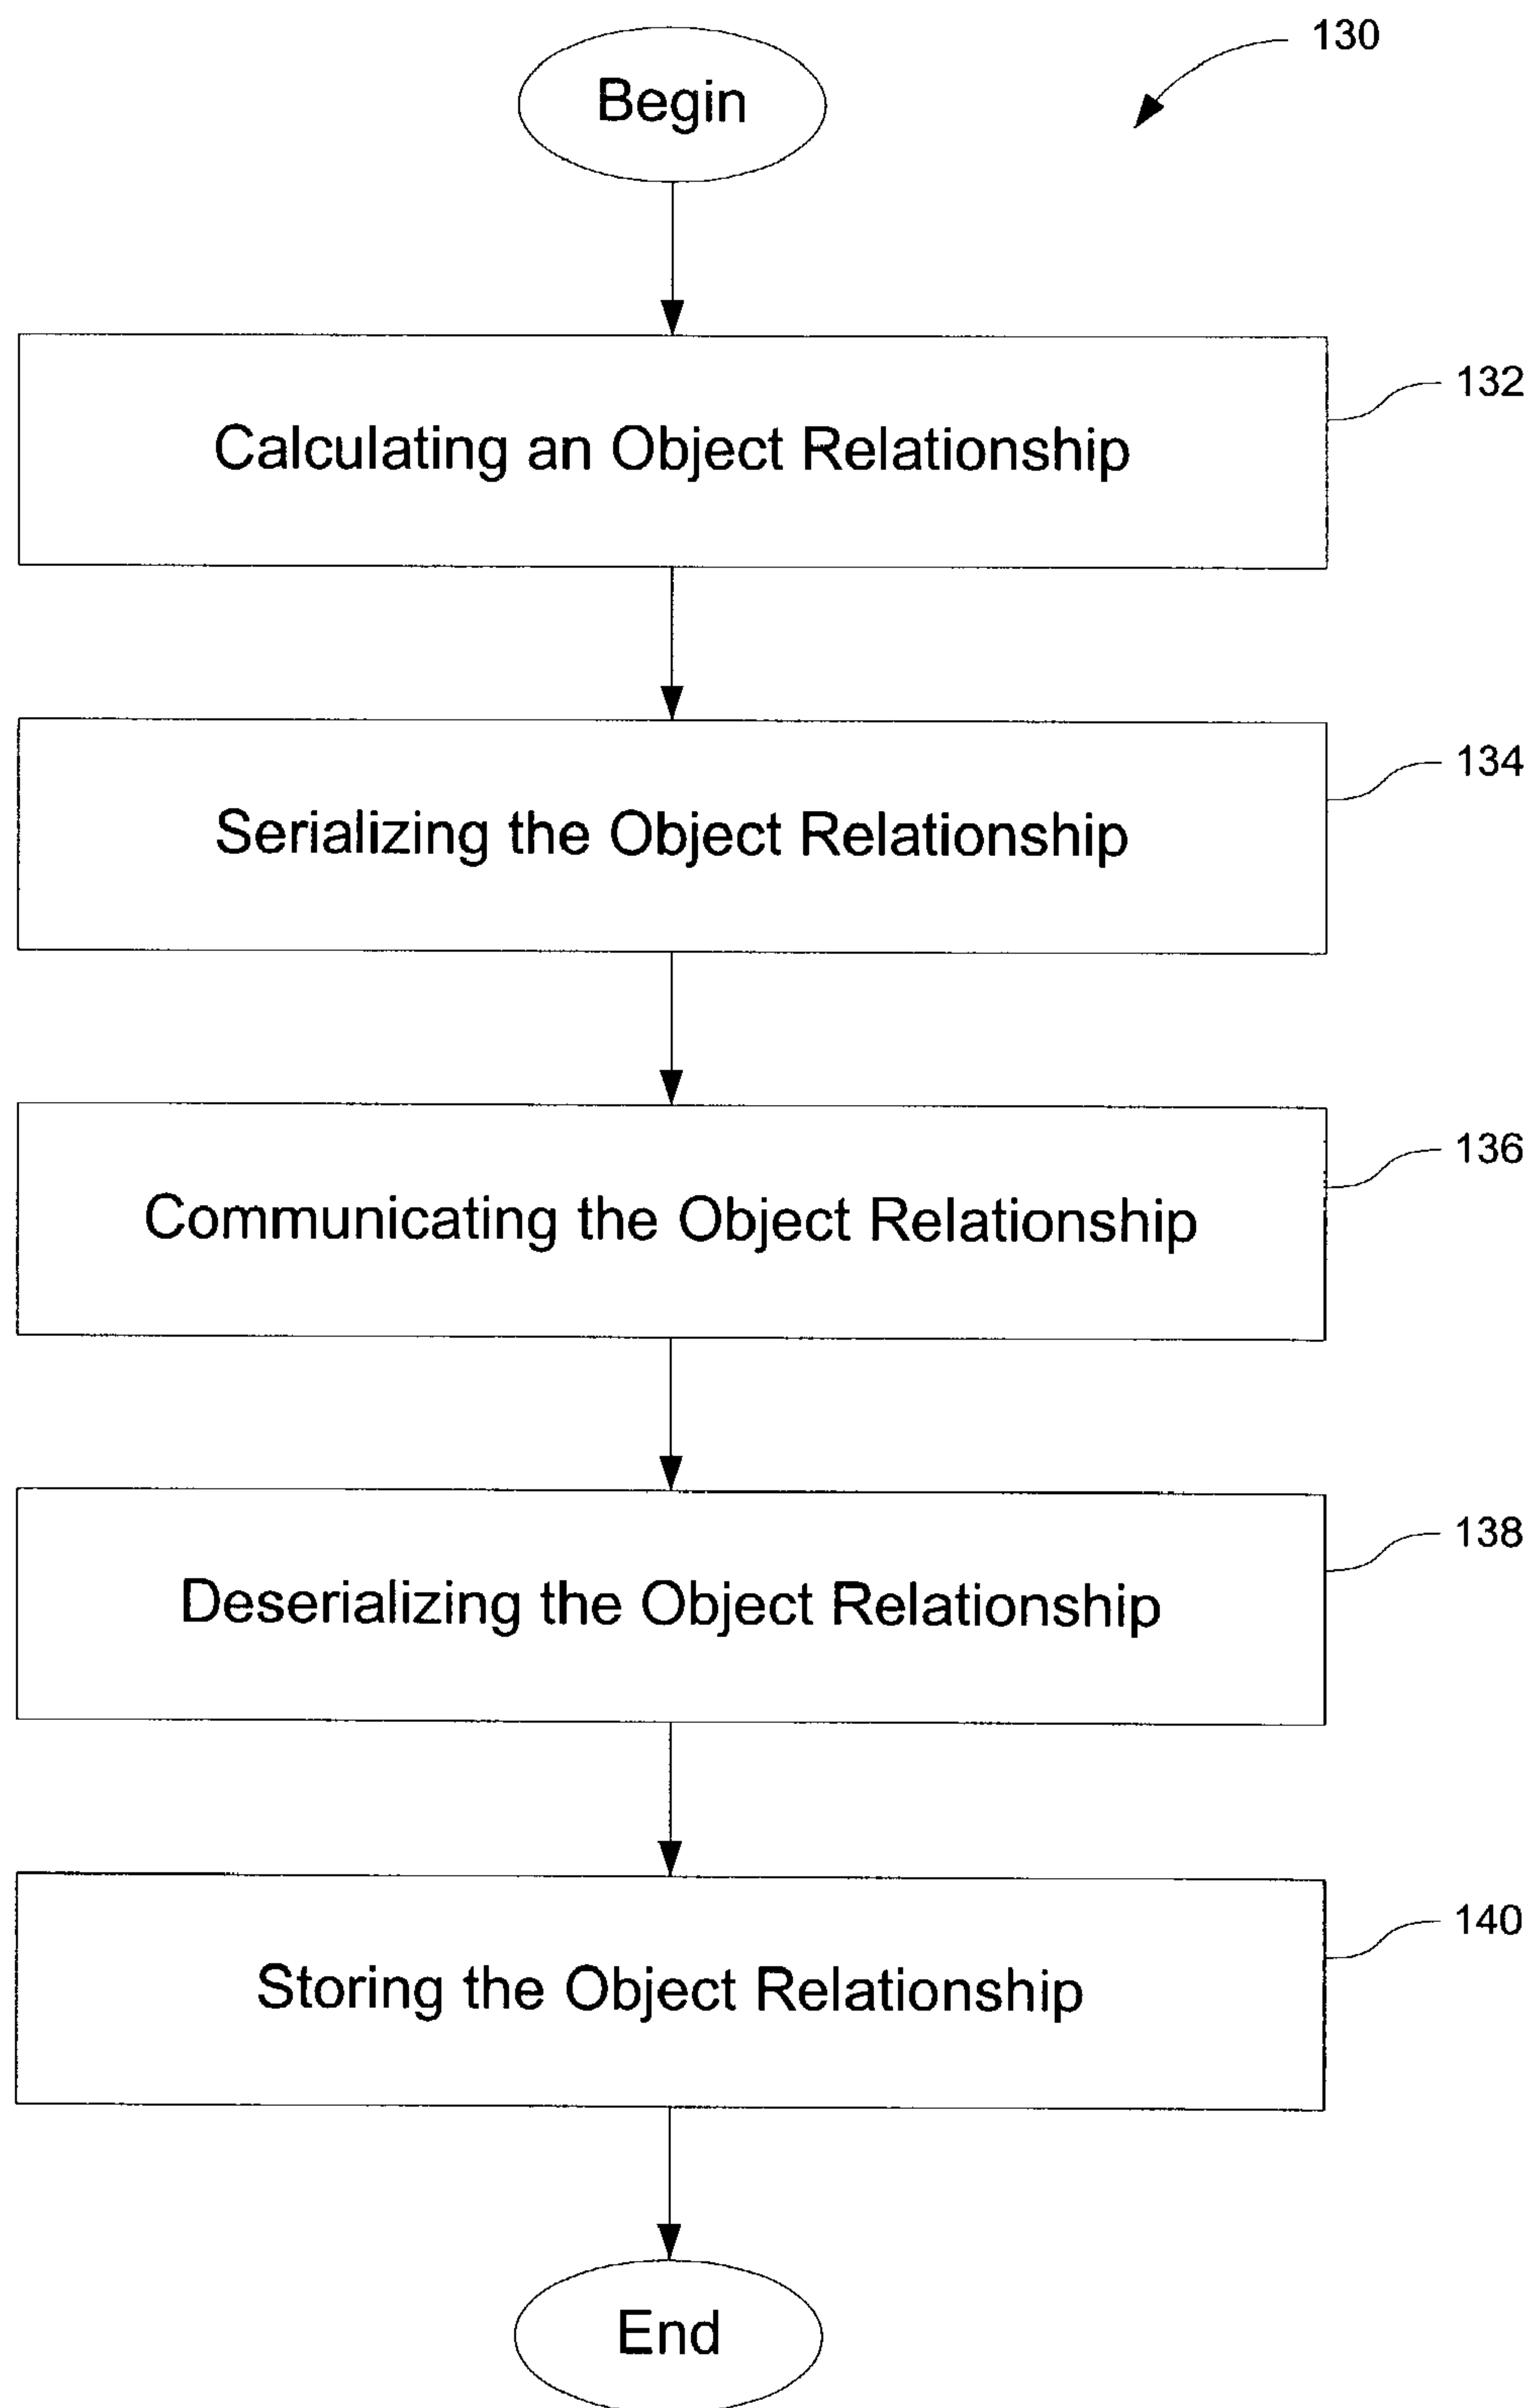 130
Begin
Calculating an Object Relationship
132
Serializing the Object Relationship
134
Communicating the Object Relationship
136
Deserializing the Object Relationship
138
Storing the Object Relationship
140
End